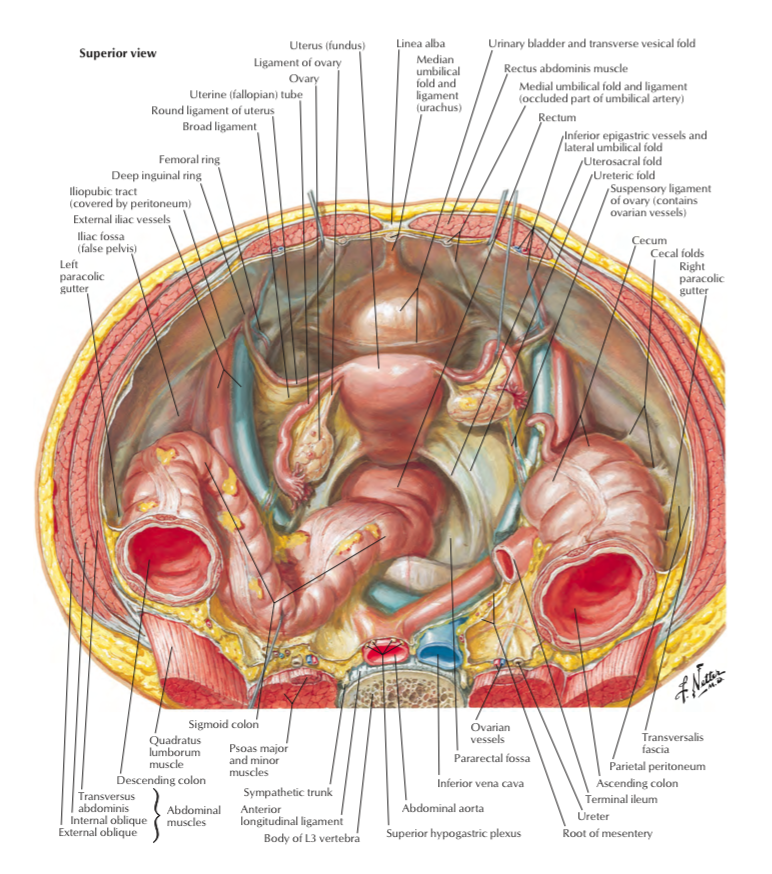 Superior view
Uterus (fundus)
Ligament of ovary
Ovary
Uterine (fallopian) tube
Round ligament of uterus
Broad ligament
Femoral ring
Deep inguinal ring
Iliopubic tract
(covered by peritoneum)
External iliac vessels
Iliac fossa
(false pelvis)
Left
paracolic
gutter
Linea alba
Median
umbilical
fold and
ligament
(urachus)
Urinary bladder and transverse vesical fold
Rectus abdominis muscle
Medial umbilical fold and ligament
(occluded part of umbilical artery)
Rectum
Inferior epigastric vessels and
lateral umbilical fold
Uterosacral fold
Ureteric fold
Suspensory ligament
of ovary (contains
ovarian vessels)
Cecum
Cecal folds
Right
paracolic
gutter
f. Netter
M.D.
Sigmoid colon
Quadratus
lumborum
muscle
Psoas major
and minor
muscles
Descending colon
Transversus
abdominis
Internal oblique
External oblique
Abdominal
muscles
Sympathetic trunk
Anterior
longitudinal ligament
Body of L3 vertebra
Ovarian
vessels
Pararectal fossa
Inferior vena cava
Abdominal aorta
Superior hypogastric plexus
Transversalis
fascia
Parietal peritoneum
Ascending colon
Terminal ileum
Ureter
Root of mesentery